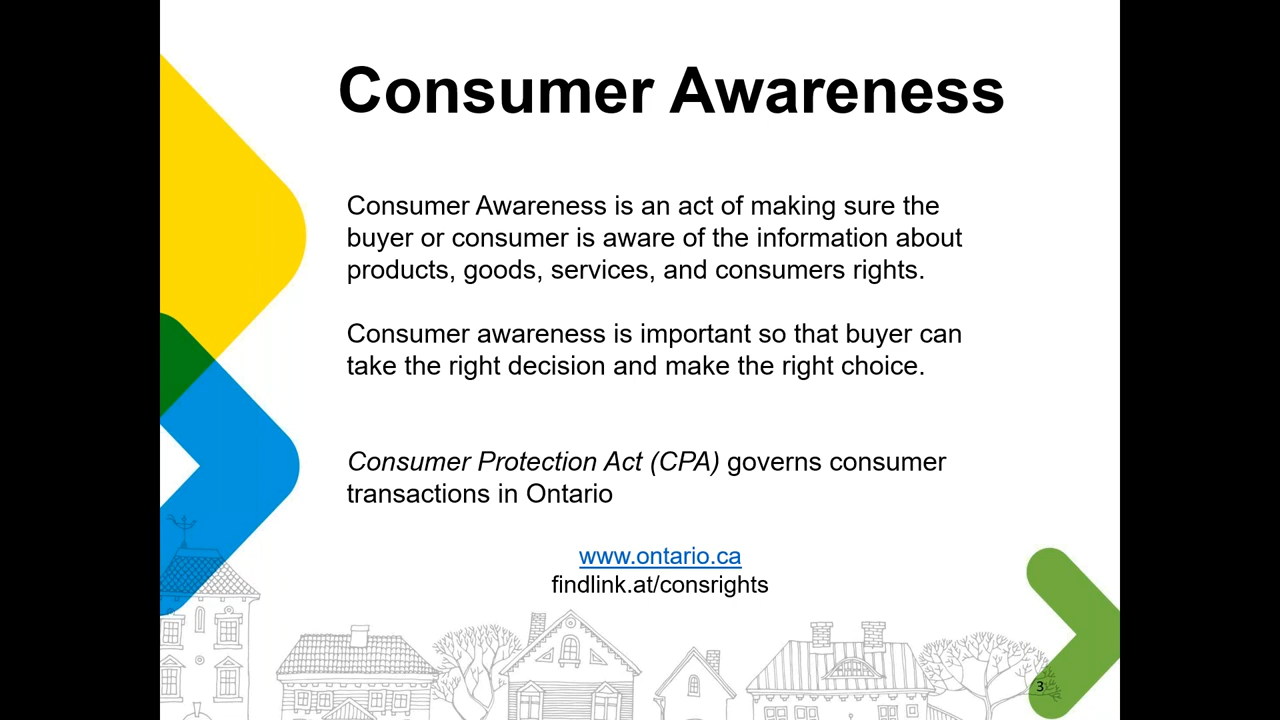 Consumer Awareness
Consumer Awareness is an act of making sure the
buyer or consumer is aware of the information about
products, goods, services, and consumers rights.
Consumer awareness is important so that buyer can
take the right decision and make the right choice.
Consumer Protection Act (CPA) governs consumer
transactions in Ontario
www.ontario.ca
findlink.at/consrights
3